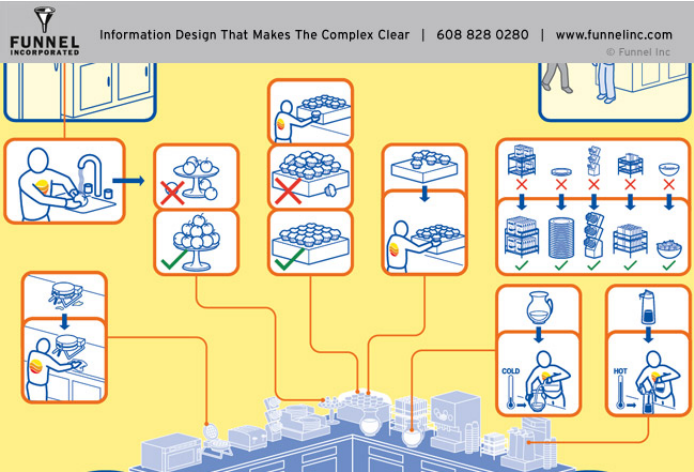 FUNNEL
INCORPORATED
Information Design That Makes The Complex Clear | 608 828 0280 | www.funnelinc.com
© Funnel Inc
COLD
HOT